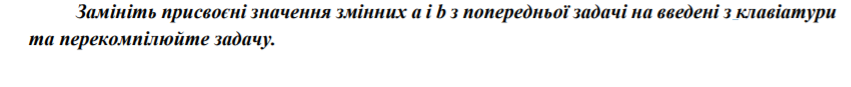 Замініть присвоєні значення змінних a і b з попередньої задачі на введені з клавіатури
та перекомпілюйте задачу.